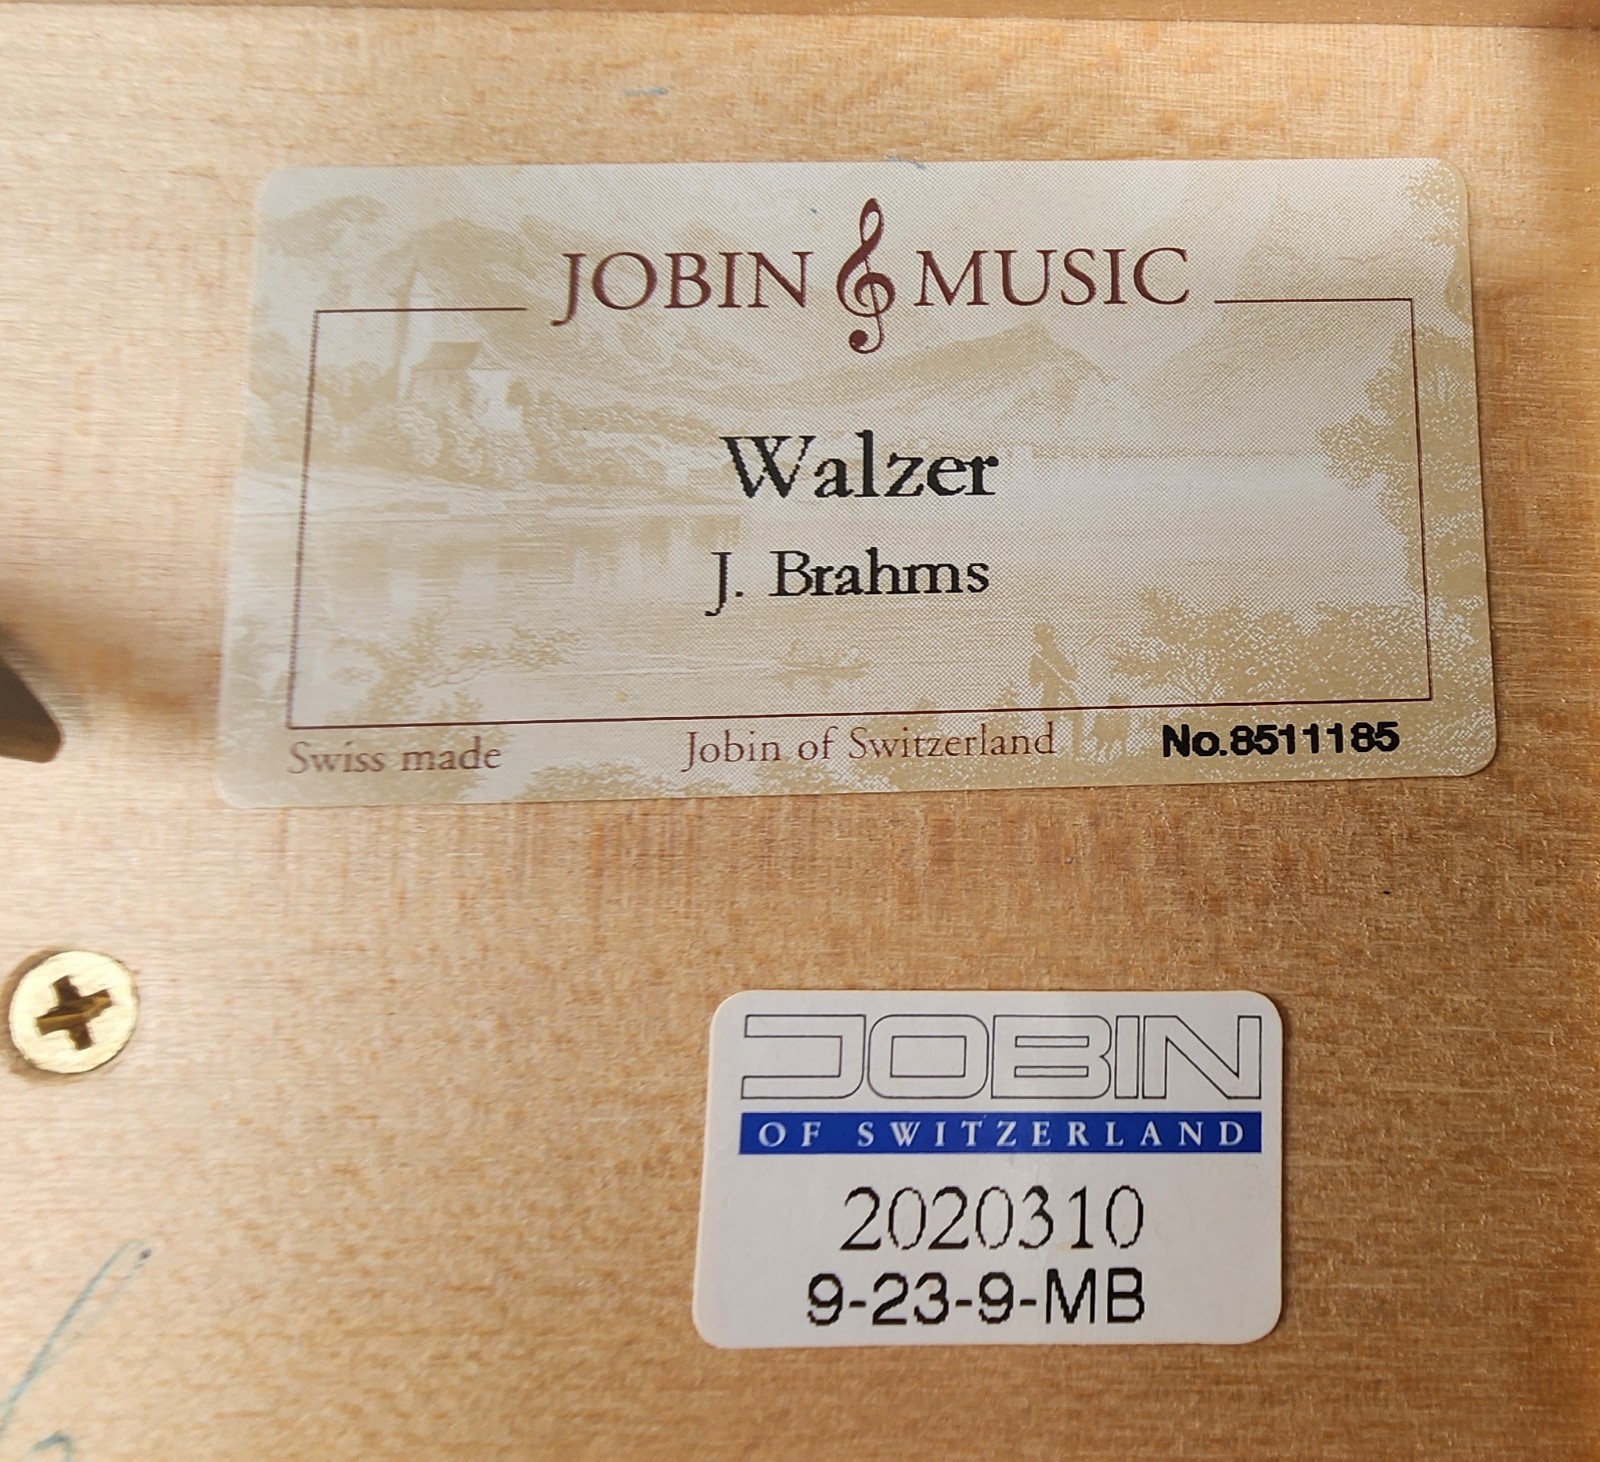 JOBIN MUSIC
Walzer
J. Brahms
Swiss made Jobin of Switzerland No.8511185
JOBIN
OF SWITZERLAND
2020310
9-23-9-MB